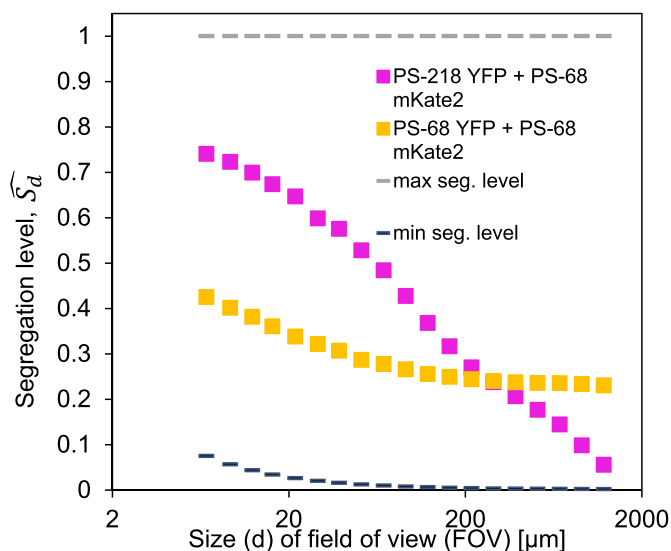 1
0.9
0.8
0.7
0.6
0.5
0.4
0.3
0.2
0.1
0
Segregation level, $\widehat{S_d}$
PS-218 YFP + PS-68
mKate2
PS-68 YFP + PS-68
mKate2
max seg. level
min seg. level
2
20
200
2000
Size (d) of field of view (FOV) [µm]